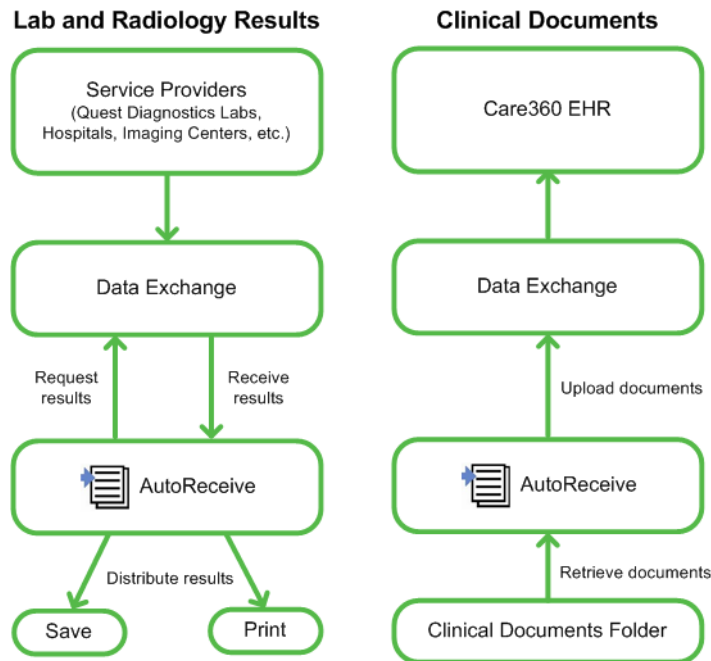 Lab and Radiology Results
Service Providers
(Quest Diagnostics Labs,
Hospitals, Imaging Centers, etc.)
Data Exchange
Request
results
Receive
results
AutoReceive
Distribute results
Save
Print
Clinical Documents
Care360 EHR
Data Exchange
Upload documents
AutoReceive
Retrieve documents
Clinical Documents Folder